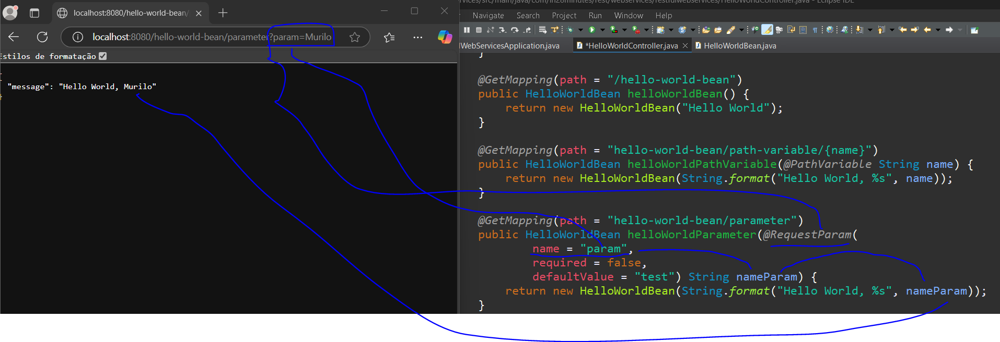 localhost:8080/hello-world-bean/
localhost:8080/hello-world-bean/parameter?param=Murilo
Estilos de formatação
"message": "Hello World, Murilo"
}
services/src/main/java/com/in28minutes/rest/webservices/restfulwebservices/HelloWorldController.java - Eclipse IDE
Navigate Search Project Run Window Help
lWebServicesApplication.java *HelloWorldController.java HelloWorldBean.java
}
@GetMapping(path = "/hello-world-bean")
public HelloWorldBean helloWorldBean() {
return new HelloWorldBean("Hello World");
}
@GetMapping(path = "hello-world-bean/path-variable/{name}")
public HelloWorldBean helloWorldPathVariable(@PathVariable String name) {
return new HelloWorldBean(String.format("Hello World, %s", name));
}
@GetMapping(path = "hello-world-bean/parameter")
public HelloWorldBean helloWorldParameter(@RequestParam(
name = "param",
required = false,
defaultValue = "test") String nameParam) {
return new HelloWorldBean(String.format("Hello World, %s", nameParam));
}